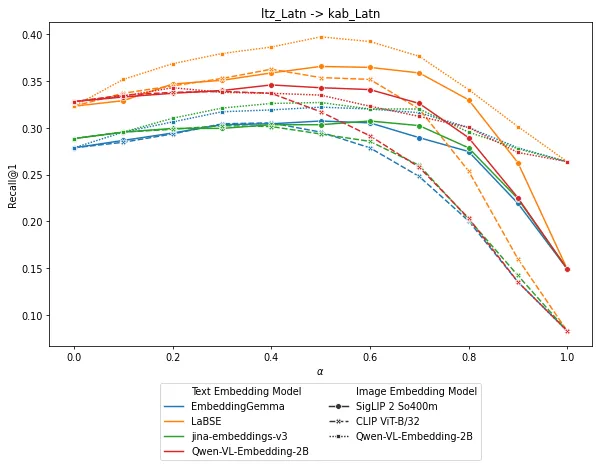 ltz_Latn -> kab_Latn
Recall@1
0.40
0.35
0.30
0.25
0.20
0.15
0.10
0.0 0.2 0.4 0.6 0.8 1.0
α
Text Embedding Model
EmbeddingGemma
LaBSE
jina-embeddings-v3
Qwen-VL-Embedding-2B
Image Embedding Model
SigLIP 2 So400m
CLIP ViT-B/32
Qwen-VL-Embedding-2B